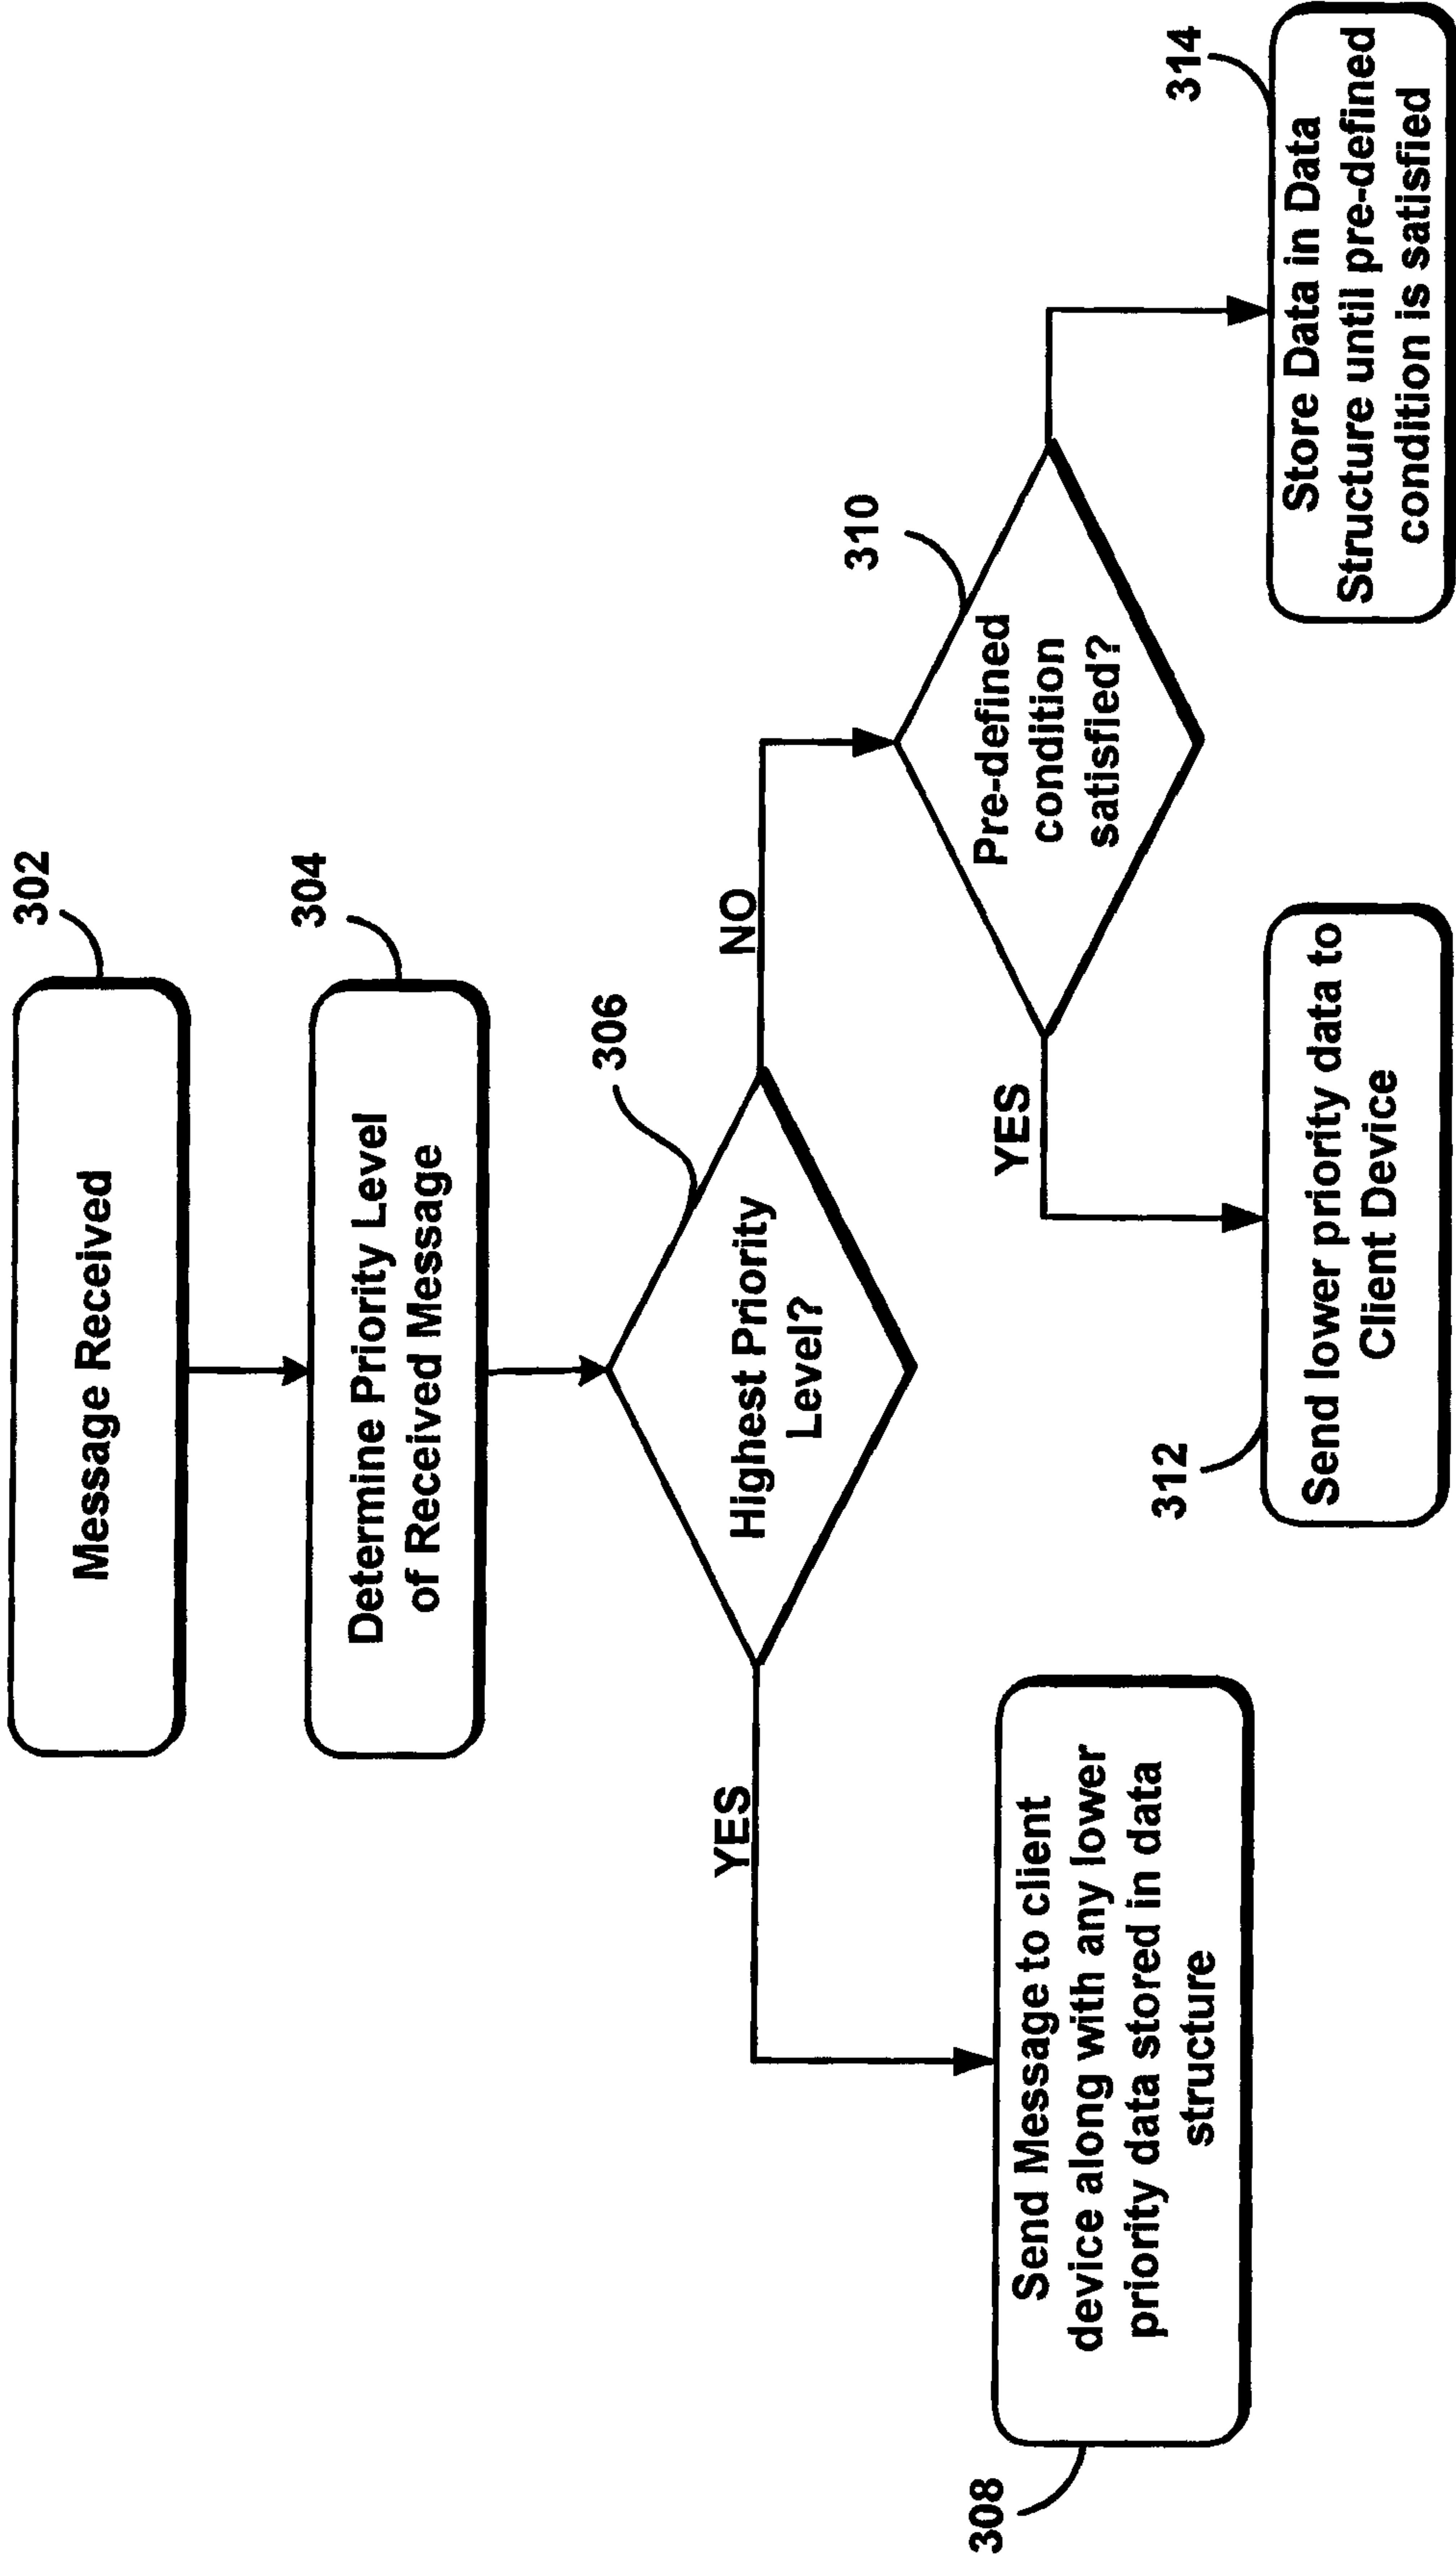 302
Message Received
304
Determine Priority Level
of Received Message
306
Highest Priority
Level?
YES
NO
308
Send Message to client
device along with any lower
priority data stored in data
structure
310
Pre-defined
condition
satisfied?
YES
312
Send lower priority data to
Client Device
314
Store Data in Data
Structure until pre-defined
condition is satisfied